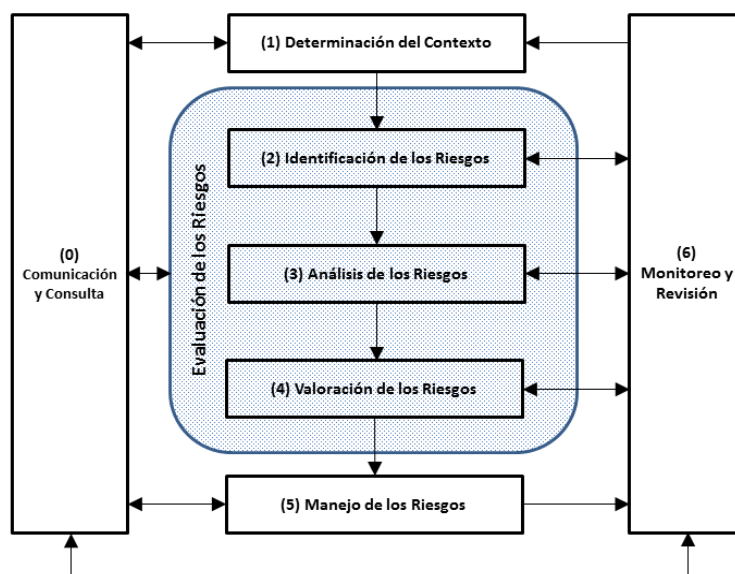 (1) Determinación del Contexto
Evaluación de los Riesgos
(2) Identificación de los Riesgos
(0)
Comunicación
y Consulta
(3) Análisis de los Riesgos
(6)
Monitoreo y
Revisión
(4) Valoración de los Riesgos
(5) Manejo de los Riesgos